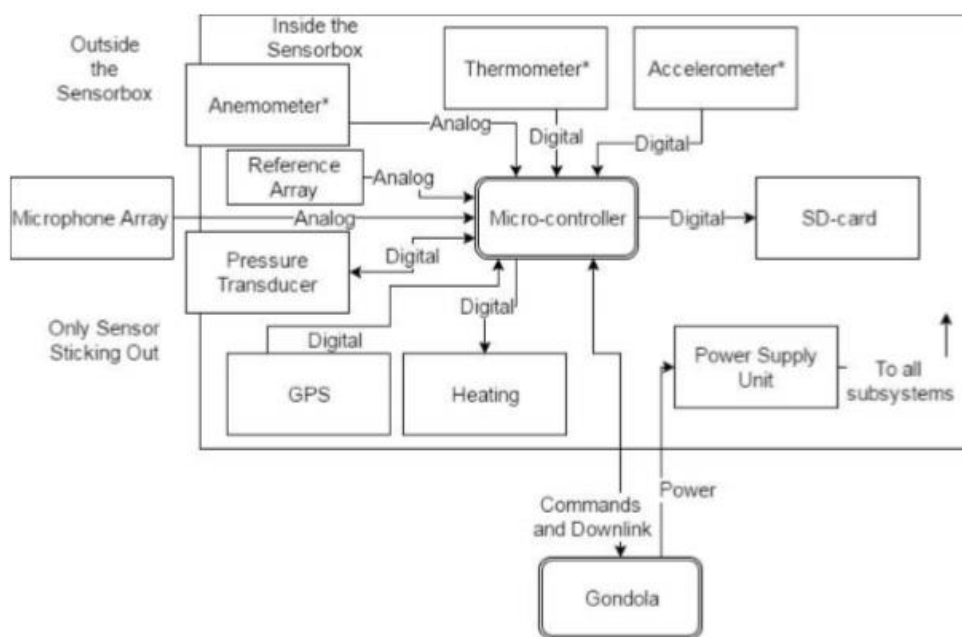 Outside
the
Sensorbox
Inside the
Sensorbox
Anemometer*
Thermometer*
Accelerometer*
Analog
Digital
Digital
Reference
Array
Analog
Microphone Array
Analog
Micro-controller
Digital
SD-card
Pressure
Transducer
Digital
Only Sensor
Sticking Out
Digital
Digital
GPS
Heating
Power Supply
Unit
To all
subsystems
Commands
and Downlink
Power
Gondola